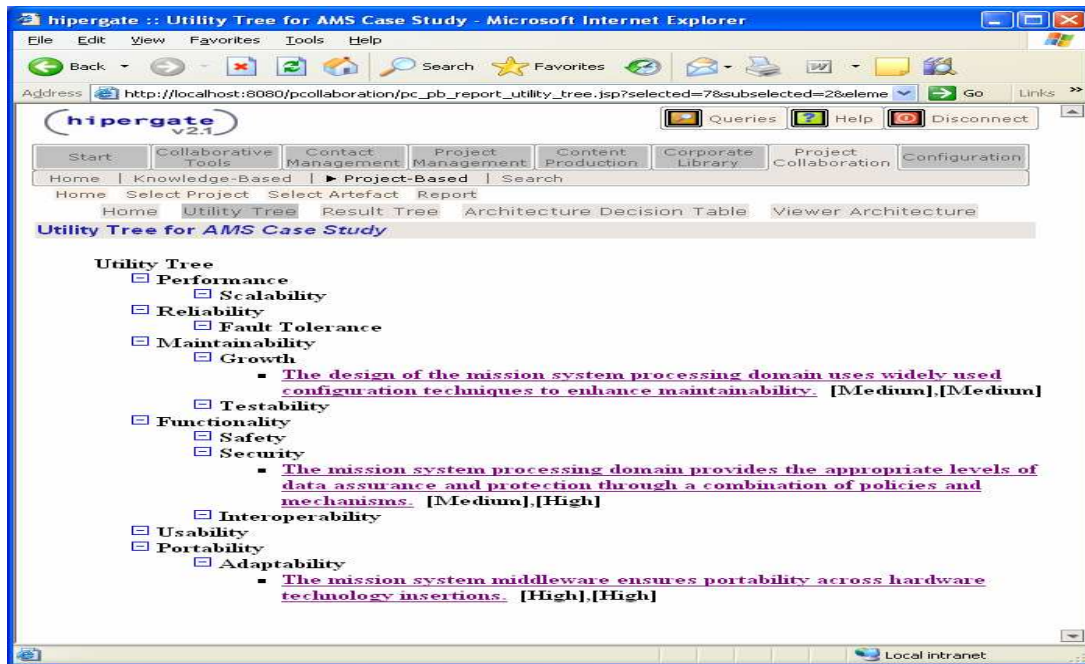 hipergate :: Utility Tree for AMS Case Study - Microsoft Internet Explorer
File Edit View Favorites Tools Help
Back Search Favorites
Address http://localhost:8080/pcollaboration/pc_pb_report_utility_tree.jsp?selected=7&subselected=2&eleme Go Links »
hipergate v2.1 Queries Help Disconnect
Start Collaborative Tools Contact Management Project Management Content Production Corporate Library Project Collaboration Configuration
Home | Knowledge-Based | ► Project-Based | Search
Home Select Project Select Artefact Report
Home Utility Tree Result Tree Architecture Decision Table Viewer Architecture
Utility Tree for AMS Case Study
Utility Tree
Performance
Scalability
Reliability
Fault Tolerance
Maintainability
Growth
The design of the mission system processing domain uses widely used
configuration techniques to enhance maintainability. [Medium],[Medium]
Testability
Functionality
Safety
Security
The mission system processing domain provides the appropriate levels of
data assurance and protection through a combination of policies and
mechanisms. [Medium],[High]
Interoperability
Usability
Portability
Adaptability
The mission system middleware ensures portability across hardware
technology insertions. [High],[High]
Local intranet